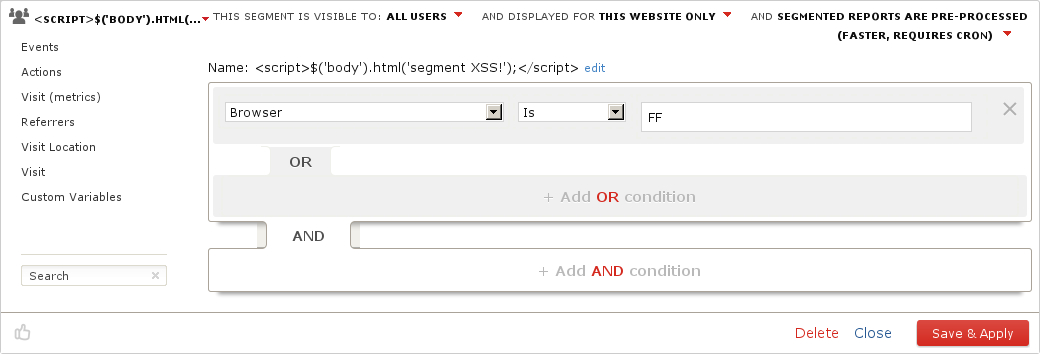 <SCRIPT>$('BODY').HTML(... THIS SEGMENT IS VISIBLE TO: ALL USERS AND DISPLAYED FOR THIS WEBSITE ONLY AND SEGMENTED REPORTS ARE PRE-PROCESSED
(FASTER, REQUIRES CRON)
Events
Actions
Visit (metrics)
Referrers
Visit Location
Visit
Custom Variables
Search
Name: <script>$('body').html('segment XSS!');</script> edit
Browser Is FF
OR
+ Add OR condition
AND
+ Add AND condition
Delete Close Save & Apply